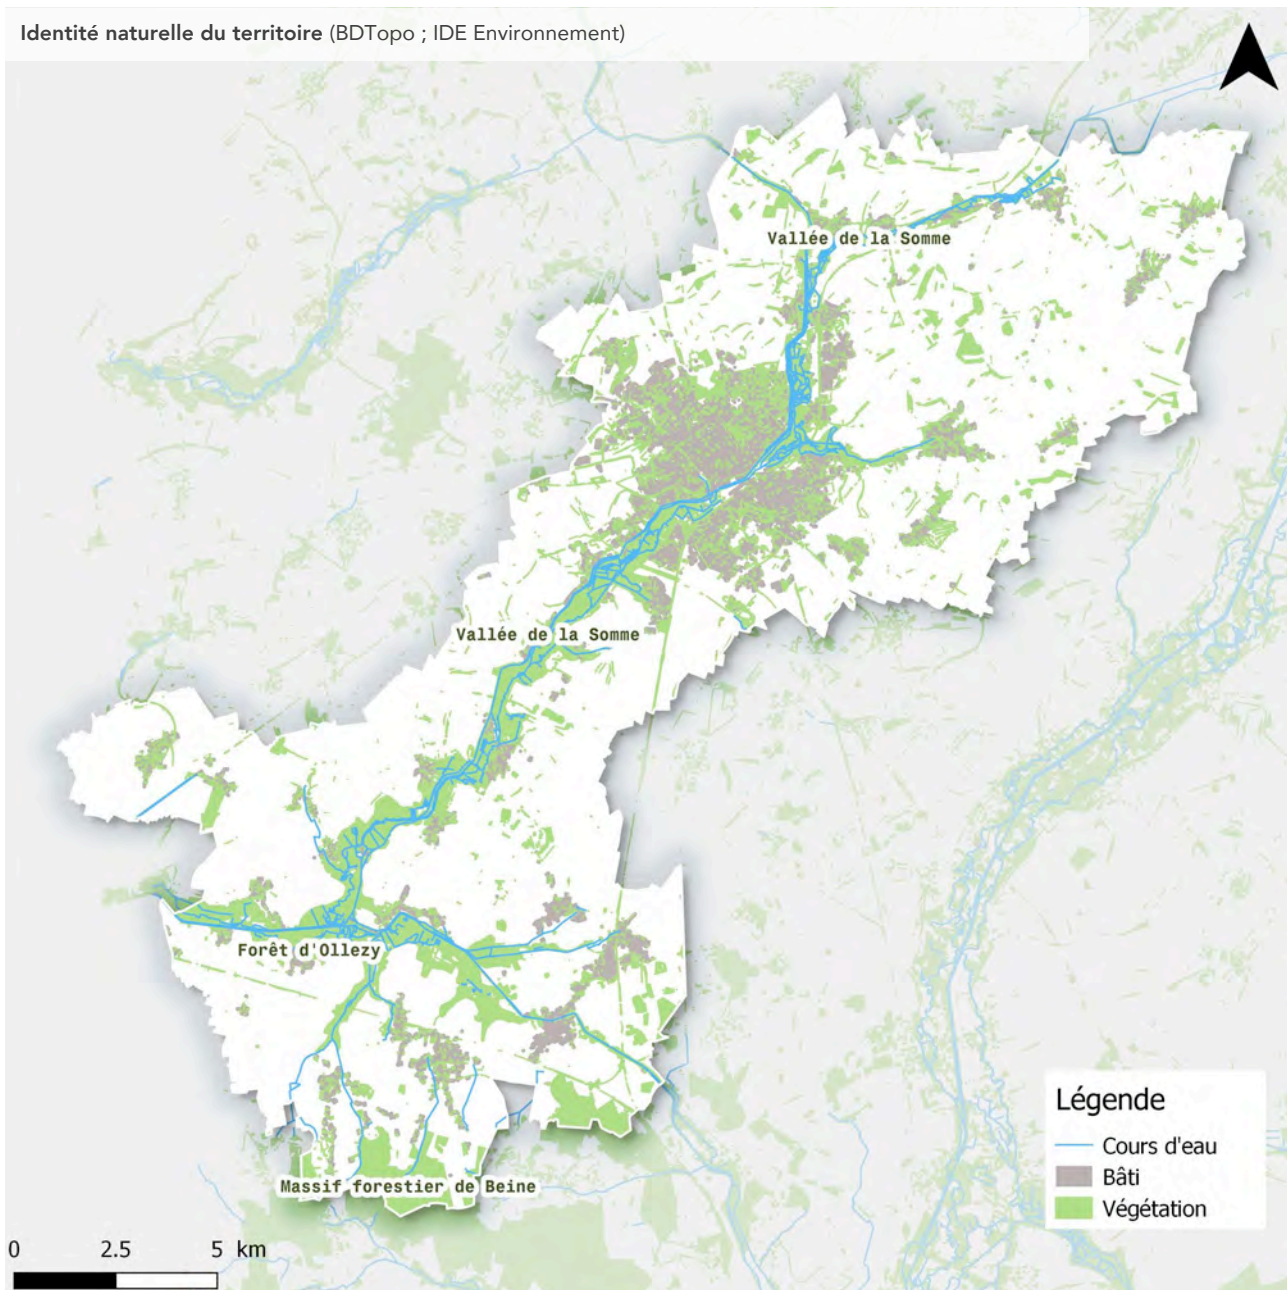 Identité naturelle du territoire (BDTopo ; IDE Environnement)
Vallée de la Somme
Vallée de la Somme
Forêt d'Ollezy
Massif forestier de Beine
Légende
Cours d'eau
Bâti
Végétation
0 2.5 5 km